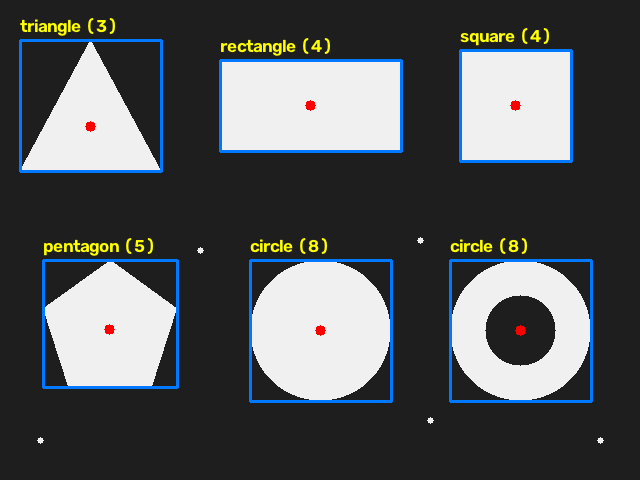 triangle (3)
rectangle (4)
square (4)
pentagon (5)
circle (8)
circle (8)